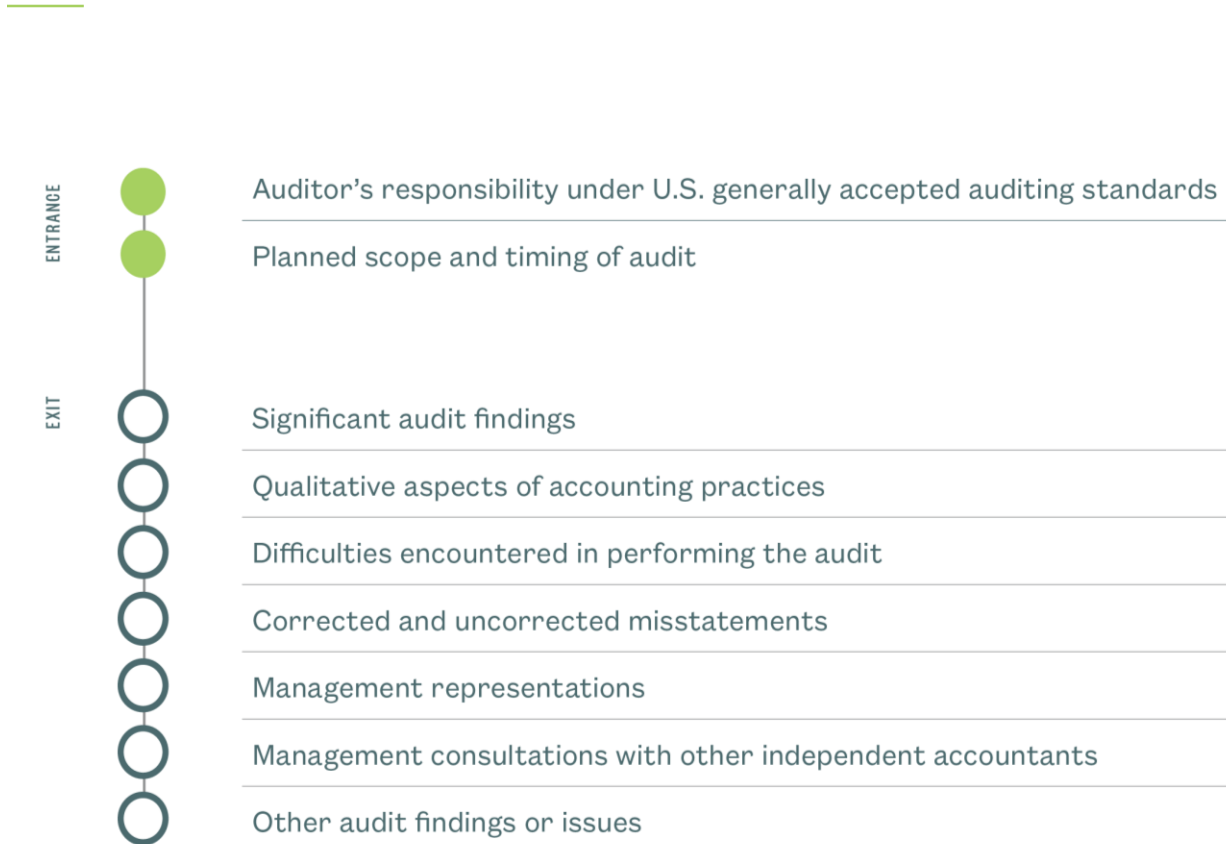 ENTRANCE
Auditor’s responsibility under U.S. generally accepted auditing standards
Planned scope and timing of audit
EXIT
Significant audit findings
Qualitative aspects of accounting practices
Difficulties encountered in performing the audit
Corrected and uncorrected misstatements
Management representations
Management consultations with other independent accountants
Other audit findings or issues